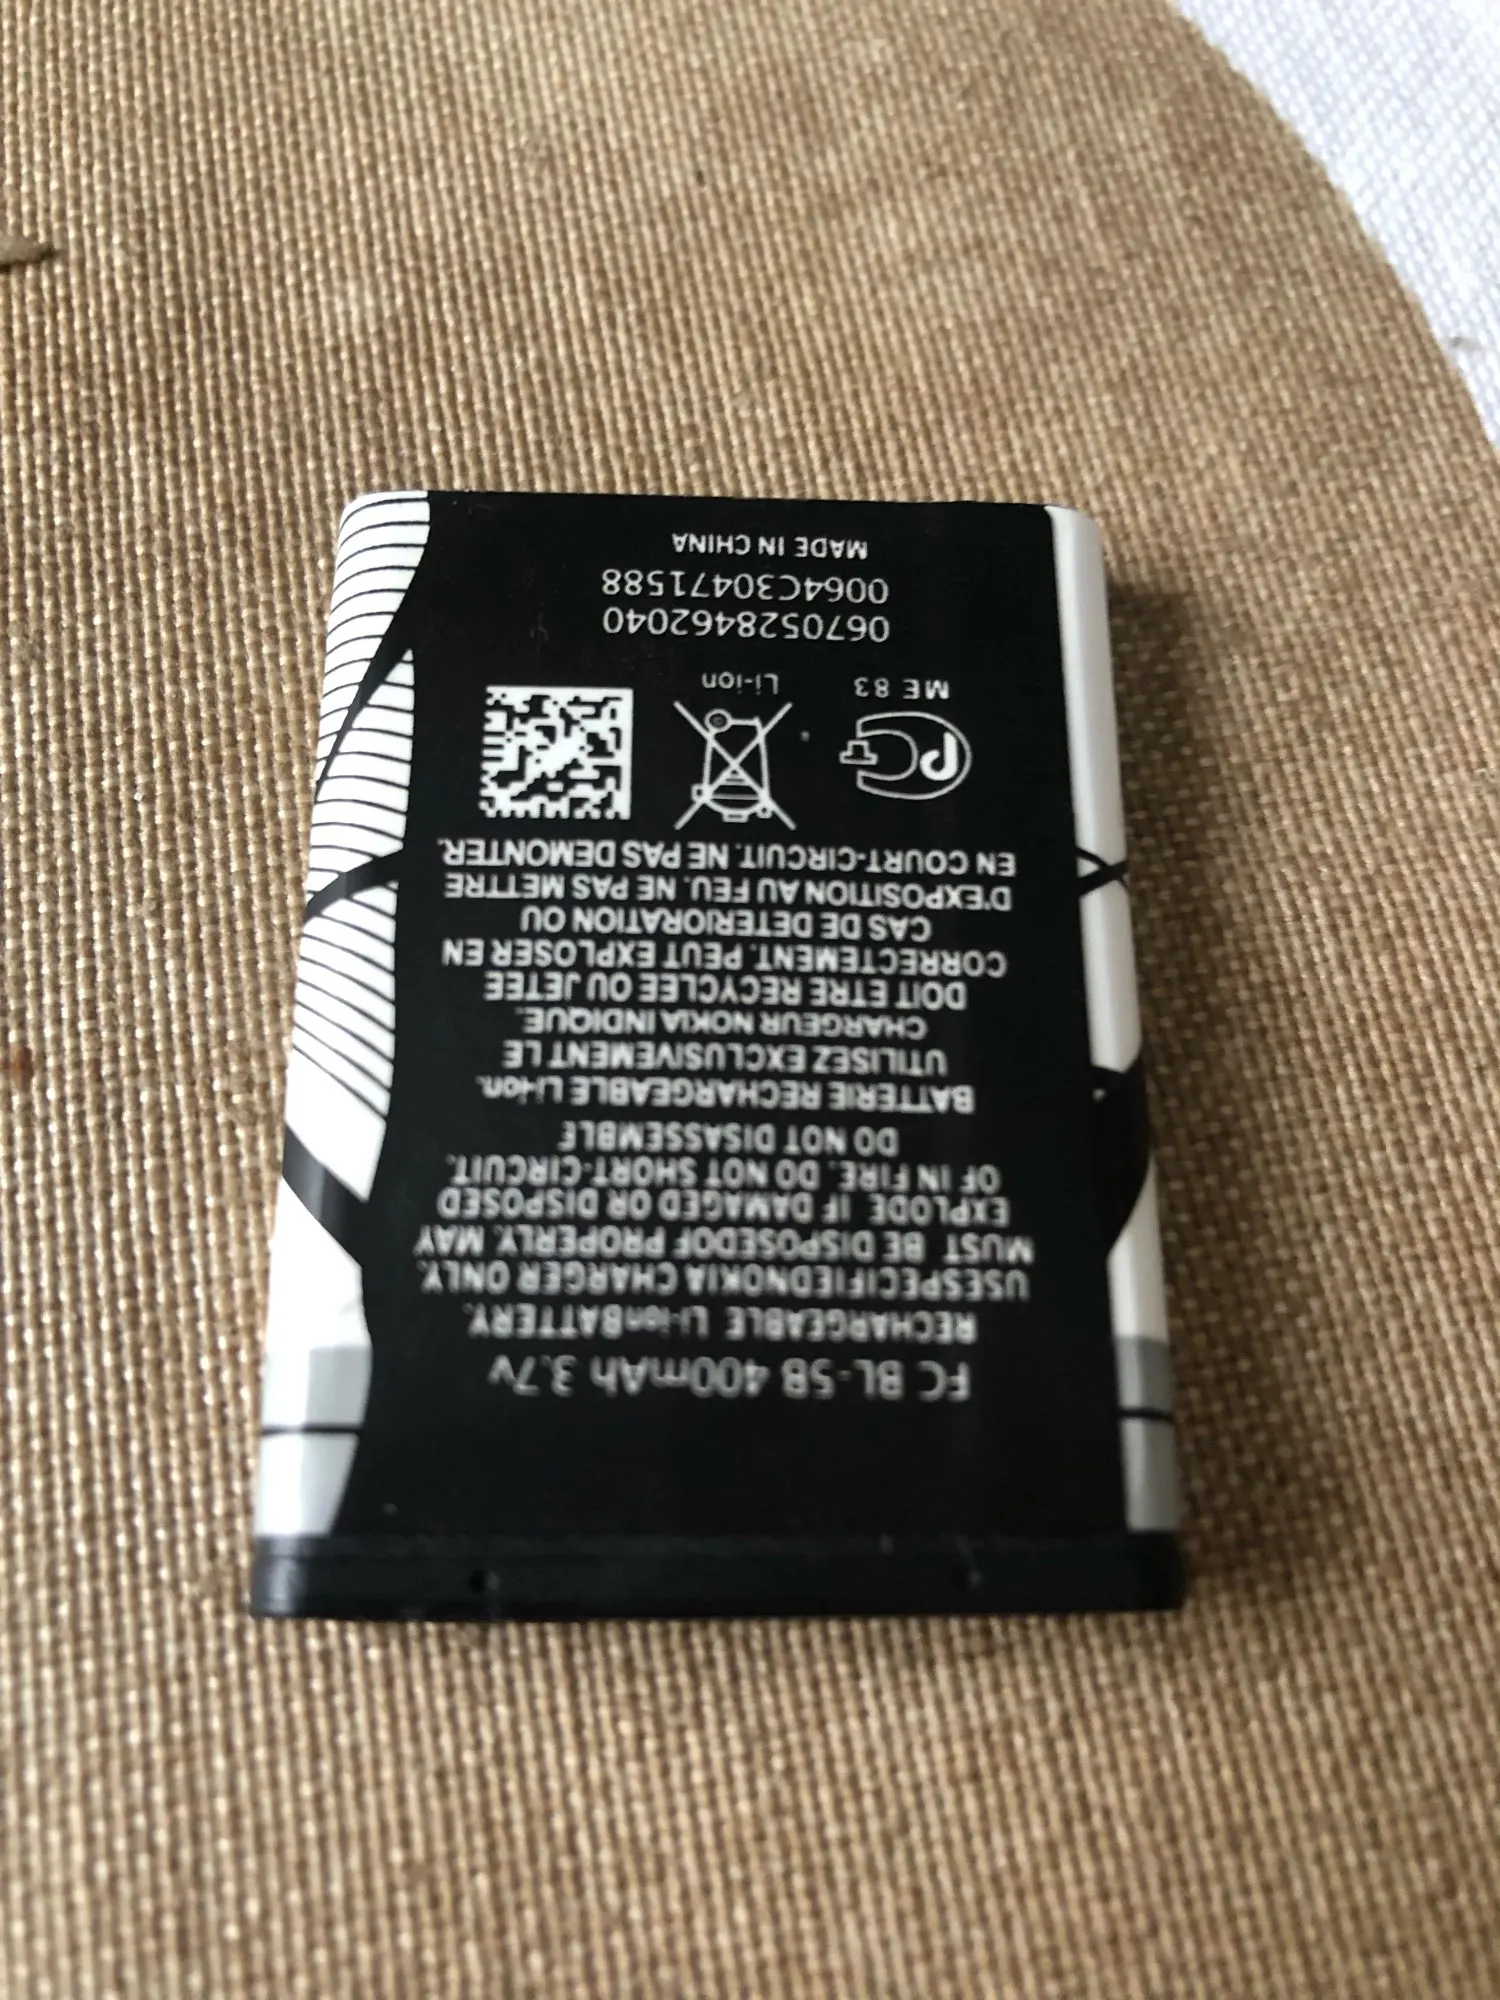 FC BL-5B 400mAh 3.7v
RECHARGEABLE Li-ionBATTERY.
USESPECIFIEDNOKIA CHARGER ONLY.
MUST BE DISPOSEDOF PROPERLY. MAY
EXPLODE IF DAMAGED OR DISPOSED
OF IN FIRE. DO NOT SHORT-CIRCUIT.
DO NOT DISASSEMBLE
BATTERIE RECHARGEABLE Li-Ion.
UTILISEZ EXCLUSIVEMENT LE
CHARGEUR NOKIA INDIQUE.
DOIT ETRE RECYCLEE OU JETEE
CORRECTEMENT. PEUT EXPLOSER EN
CAS DE DETERIORATION OU
D'EXPOSITION AU FEU. NE PAS METTRE
EN COURT-CIRCUIT. NE PAS DEMONTER.
PCT
ME 83 Li-ion
0670528462040
0064C30471588
MADE IN CHINA